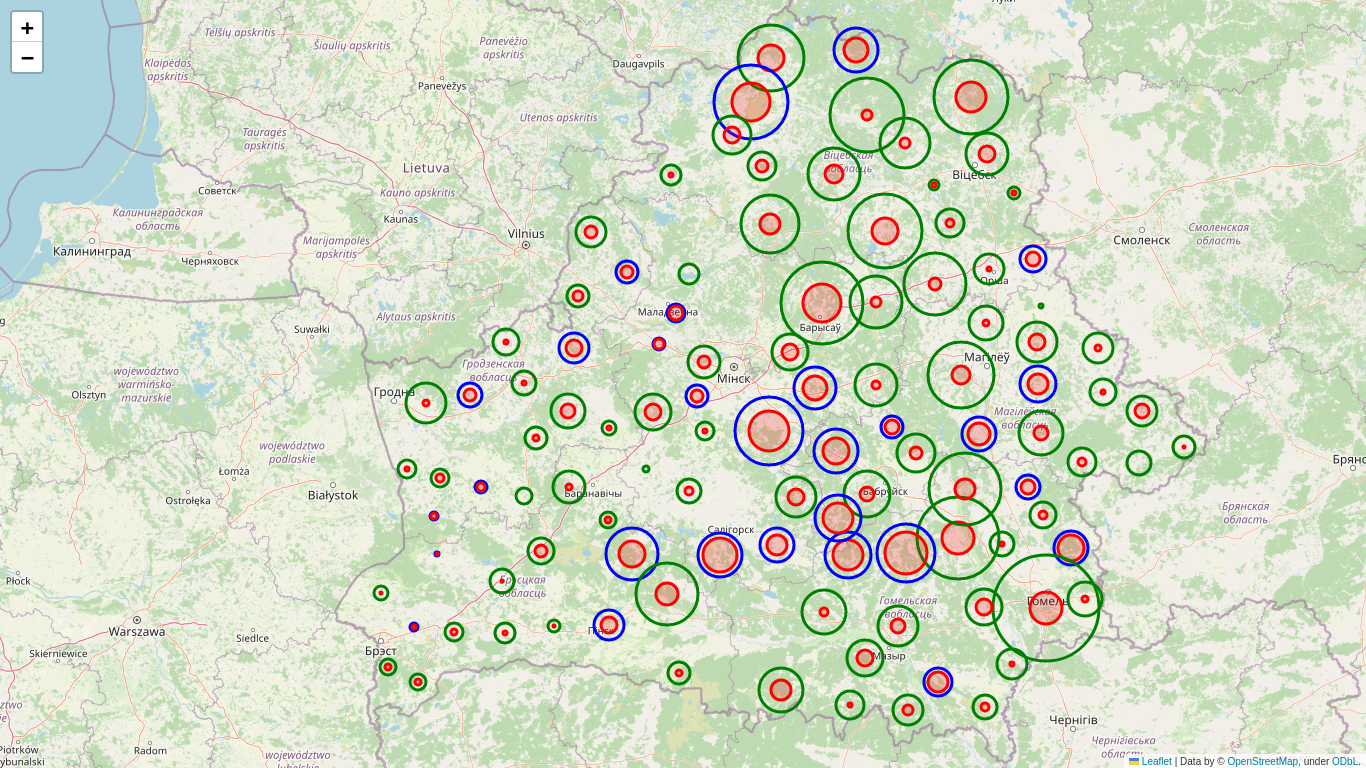 +
−
Луки
Telšių apskritis
Šiaulių apskritis
Panevėžio
apskritis
Daugavpils
Klaipėdos
apskritis
Panevėžys
Utenos apskritis
Tauragės
apskritis
Lietuva
Віцебская
вобласць
Віцебск
Советск
Kauno apskritis
Калининградская
область
Kaunas
Vilnius
Marijampolės
apskritis
Смоленск
Смоленская
область
Калининград
Черняховск
Орша
Alytaus apskritis
Маладзечна
Suwałki
Барысаў
Гродзенская
вобласць
Магілёў
województwo
warmińsko-
mazurskie
Мінск
Olsztyn
Гродна
Магілёўская
вобласць
województwo
podlaskie
Łomża
Бранск
Ostrołęka
Białystok
Баранавічы
Бабруйск
Брянская
область
Салігорск
Płock
Брэсцкая
вобласць
Гомельская
вобласць
Гомель
Warszawa
Siedlce
Пінск
Skierniewice
Брэст
Мазыр
Чернігів
Piotrków
Trybunalski
Radom
województwo
lubelskie
Чернігівська
область
Leaflet | Data by © OpenStreetMap, under ODbL.